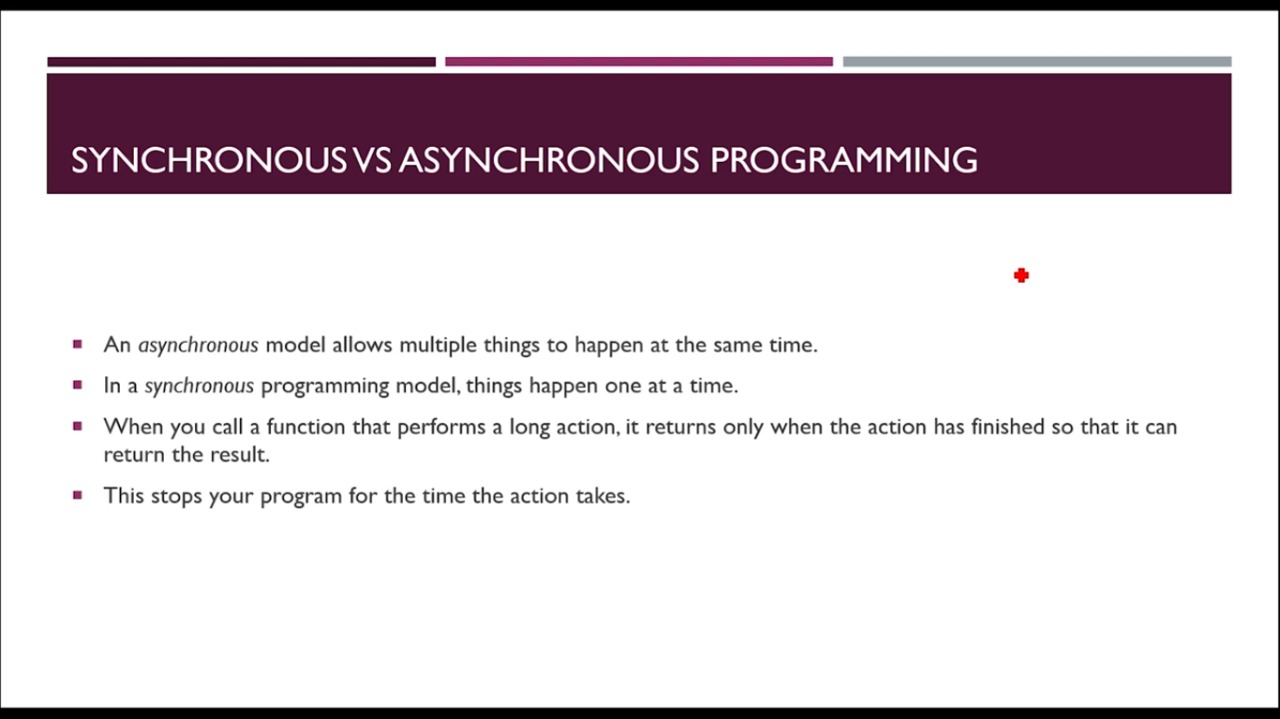 SYNCHRONOUS VS ASYNCHRONOUS PROGRAMMING
An asynchronous model allows multiple things to happen at the same time.
In a synchronous programming model, things happen one at a time.
When you call a function that performs a long action, it returns only when the action has finished so that it can
return the result.
This stops your program for the time the action takes.